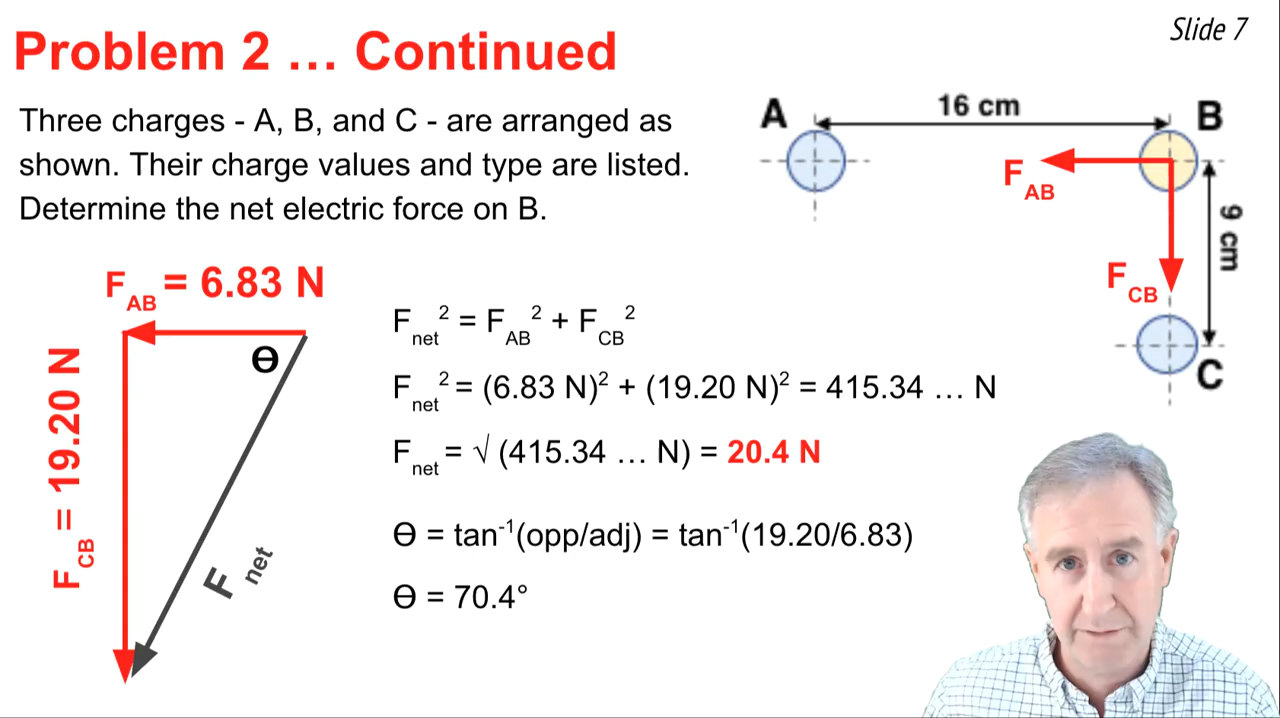 Slide 7
Problem 2 … Continued
Three charges - A, B, and C - are arranged as
shown. Their charge values and type are listed.
Determine the net electric force on B.
A
16 cm
B
F_AB
9 cm
F_CB
C
F_AB = 6.83 N
ϴ
F_CB = 19.20 N
F_net
F_net² = F_AB² + F_CB²
F_net² = (6.83 N)² + (19.20 N)² = 415.34 … N
F_net = √ (415.34 … N) = 20.4 N
ϴ = tan⁻¹(opp/adj) = tan⁻¹(19.20/6.83)
ϴ = 70.4°